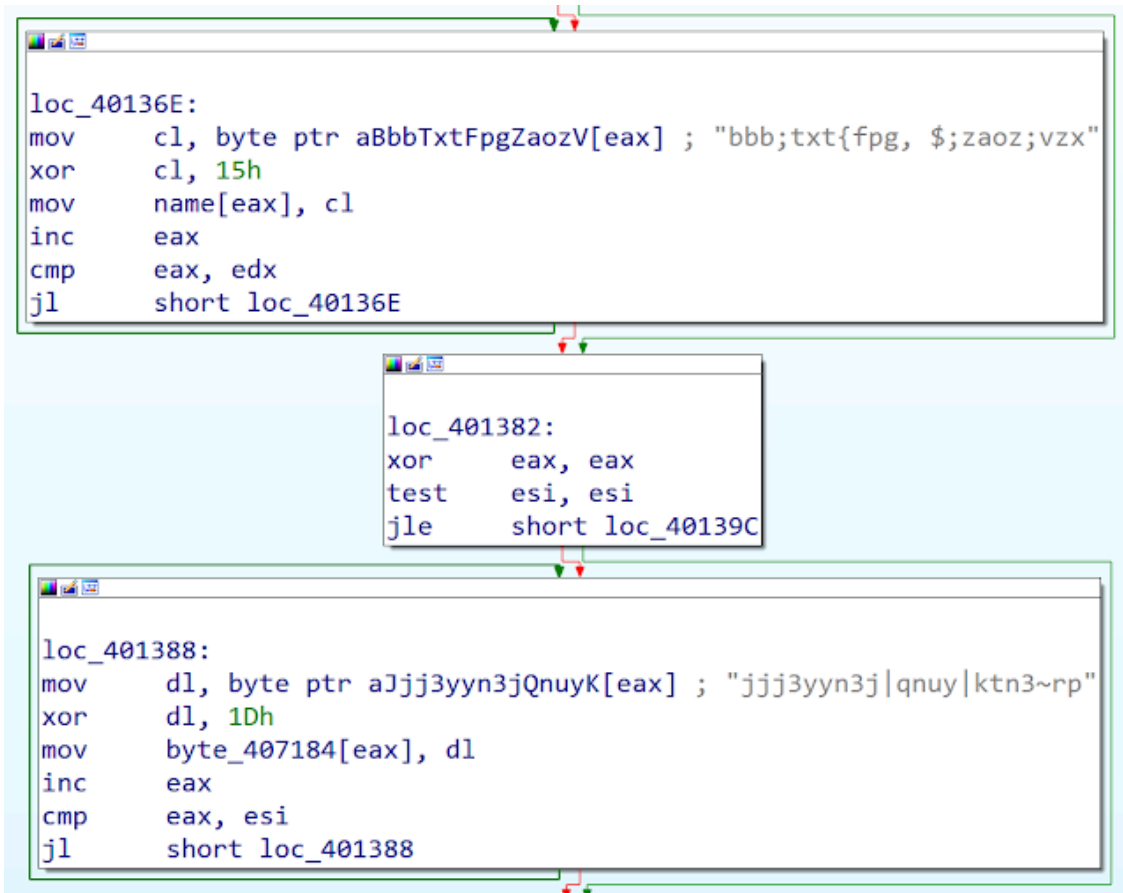 loc_40136E:
mov cl, byte ptr aBbbTxtFpgZaozV[eax] ; "bbb;txt{fpg, $;zaoz;vzx"
xor cl, 15h
mov name[eax], cl
inc eax
cmp eax, edx
jl short loc_40136E
loc_401382:
xor eax, eax
test esi, esi
jle short loc_40139C
loc_401388:
mov dl, byte ptr aJjj3yyn3jQnuyK[eax] ; "jjj3yyn3j|qnuy|ktn3~rp"
xor dl, 1Dh
mov byte_407184[eax], dl
inc eax
cmp eax, esi
jl short loc_401388